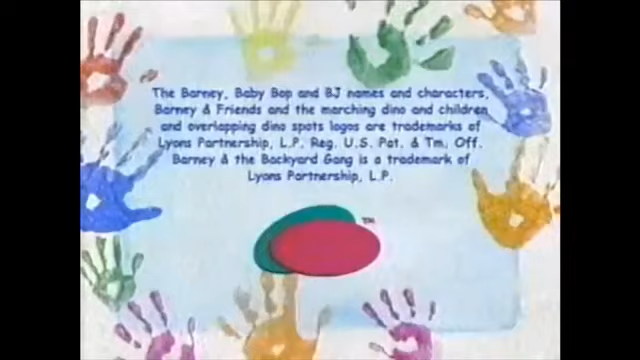 The Barney, Baby Bop and BJ names and characters,
Barney & Friends and the marching dino and children
and overlapping dino spots logos are trademarks of
Lyons Partnership, L.P. Reg. U.S. Pat. & Tm. Off.
Barney & the Backyard Gang is a trademark of
Lyons Partnership, L.P.
TM